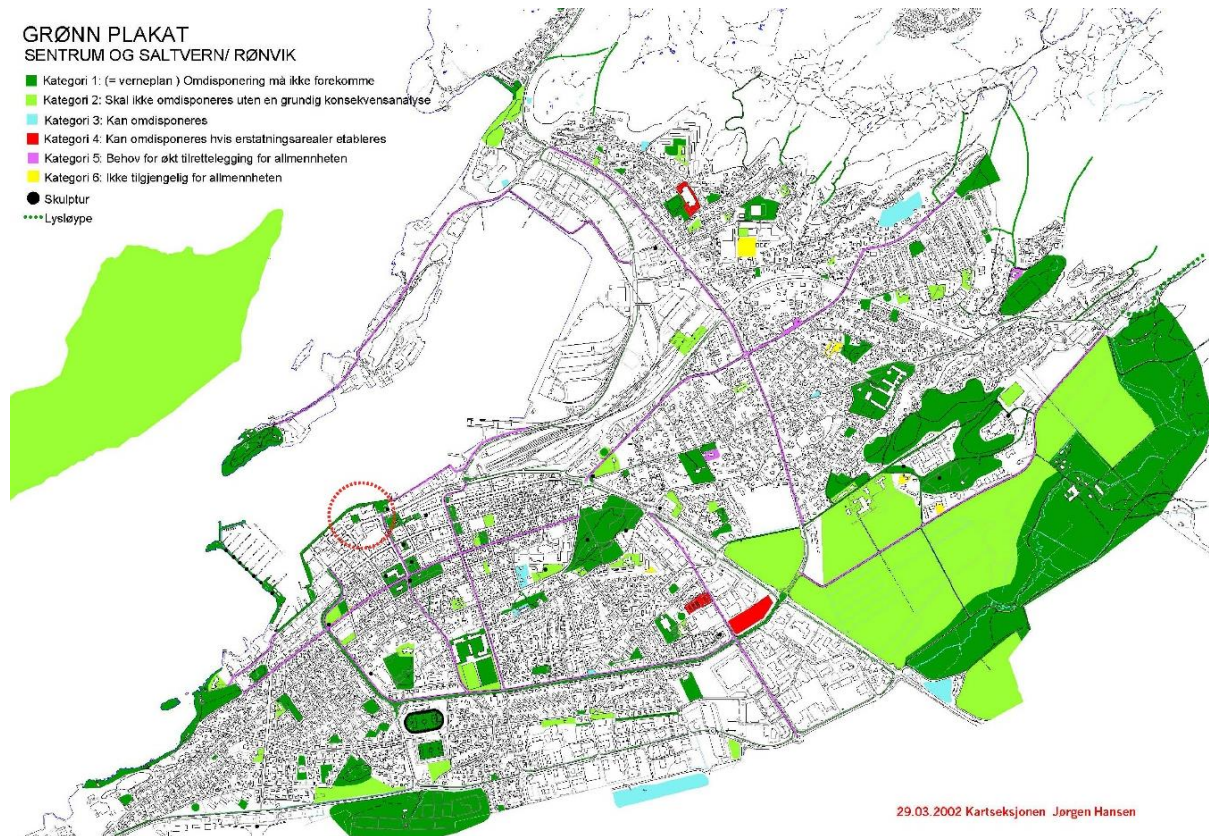 GRØNN PLAKAT
SENTRUM OG SALTVERN/ RØNVIK
Kategori 1: (= verneplan ) Omdisponering må ikke forekomme
Kategori 2: Skal ikke omdisponeres uten en grundig konsekvensanalyse
Kategori 3: Kan omdisponeres
Kategori 4: Kan omdisponeres hvis erstatningsarealer etableres
Kategori 5: Behov for økt tilrettelegging for allmennheten
Kategori 6: Ikke tilgjengelig for allmennheten
Skulptur
Lysløype
29.03.2002 Kartseksjonen Jørgen Hansen